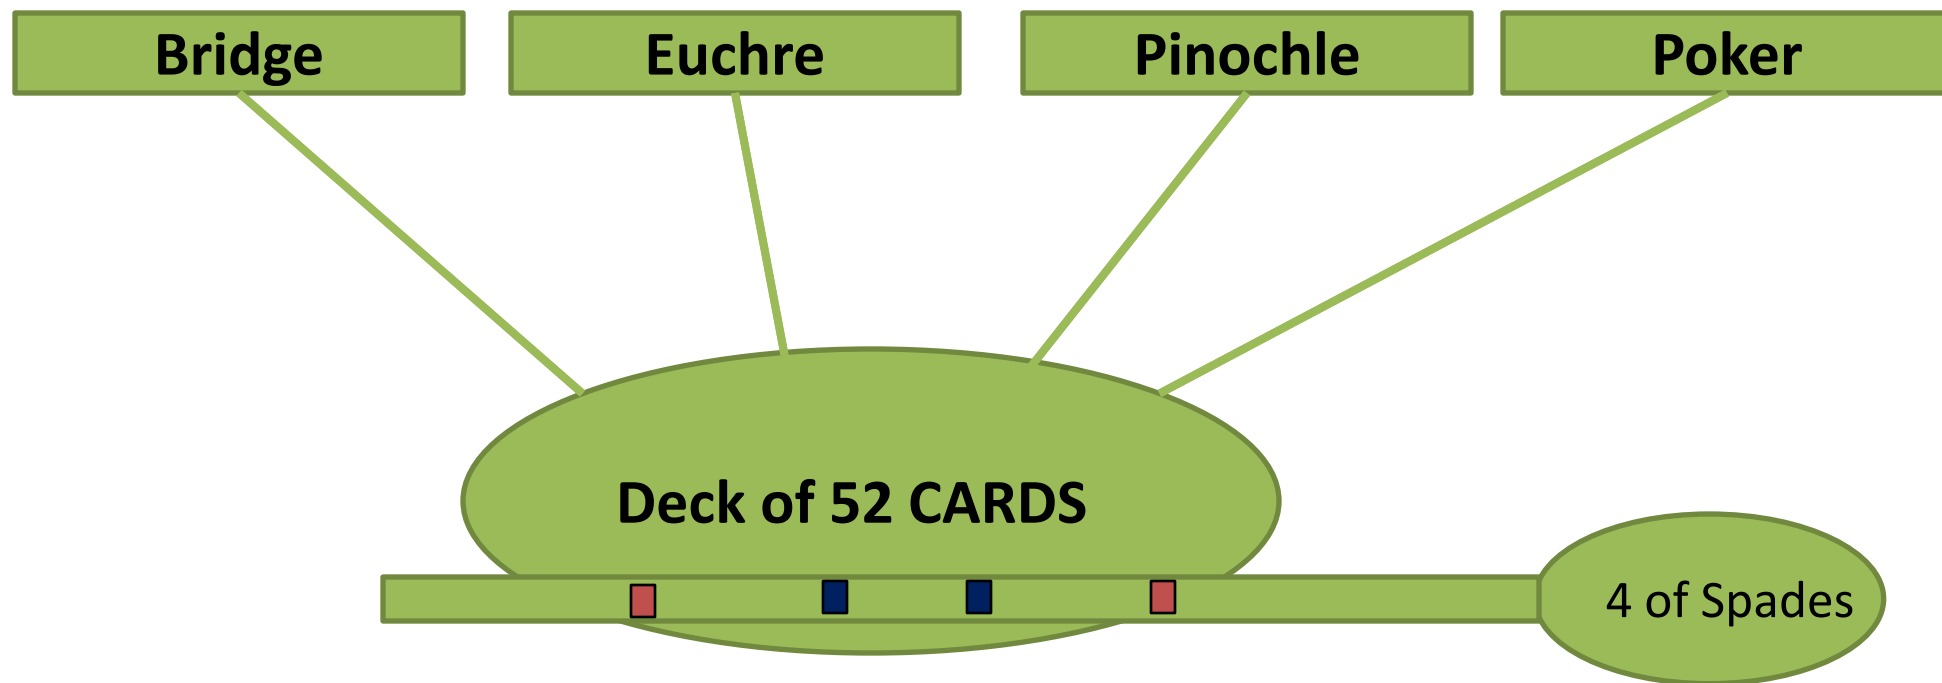 Bridge
Euchre
Pinochle
Poker
Deck of 52 CARDS
4 of Spades